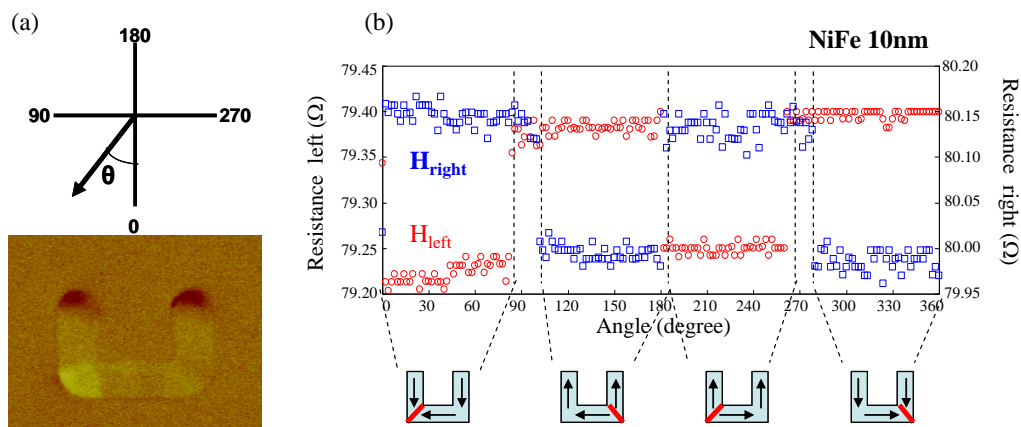 (a)
180
90
270
θ
0
(b)
NiFe 10nm
79.45
79.40
79.35
79.30
79.25
79.20
Resistance left (Ω)
80.20
80.15
80.10
80.00
79.95
Resistance right (Ω)
H_right
H_left
0 30 60 90 120 150 180 210 240 270 300 330 360
Angle (degree)